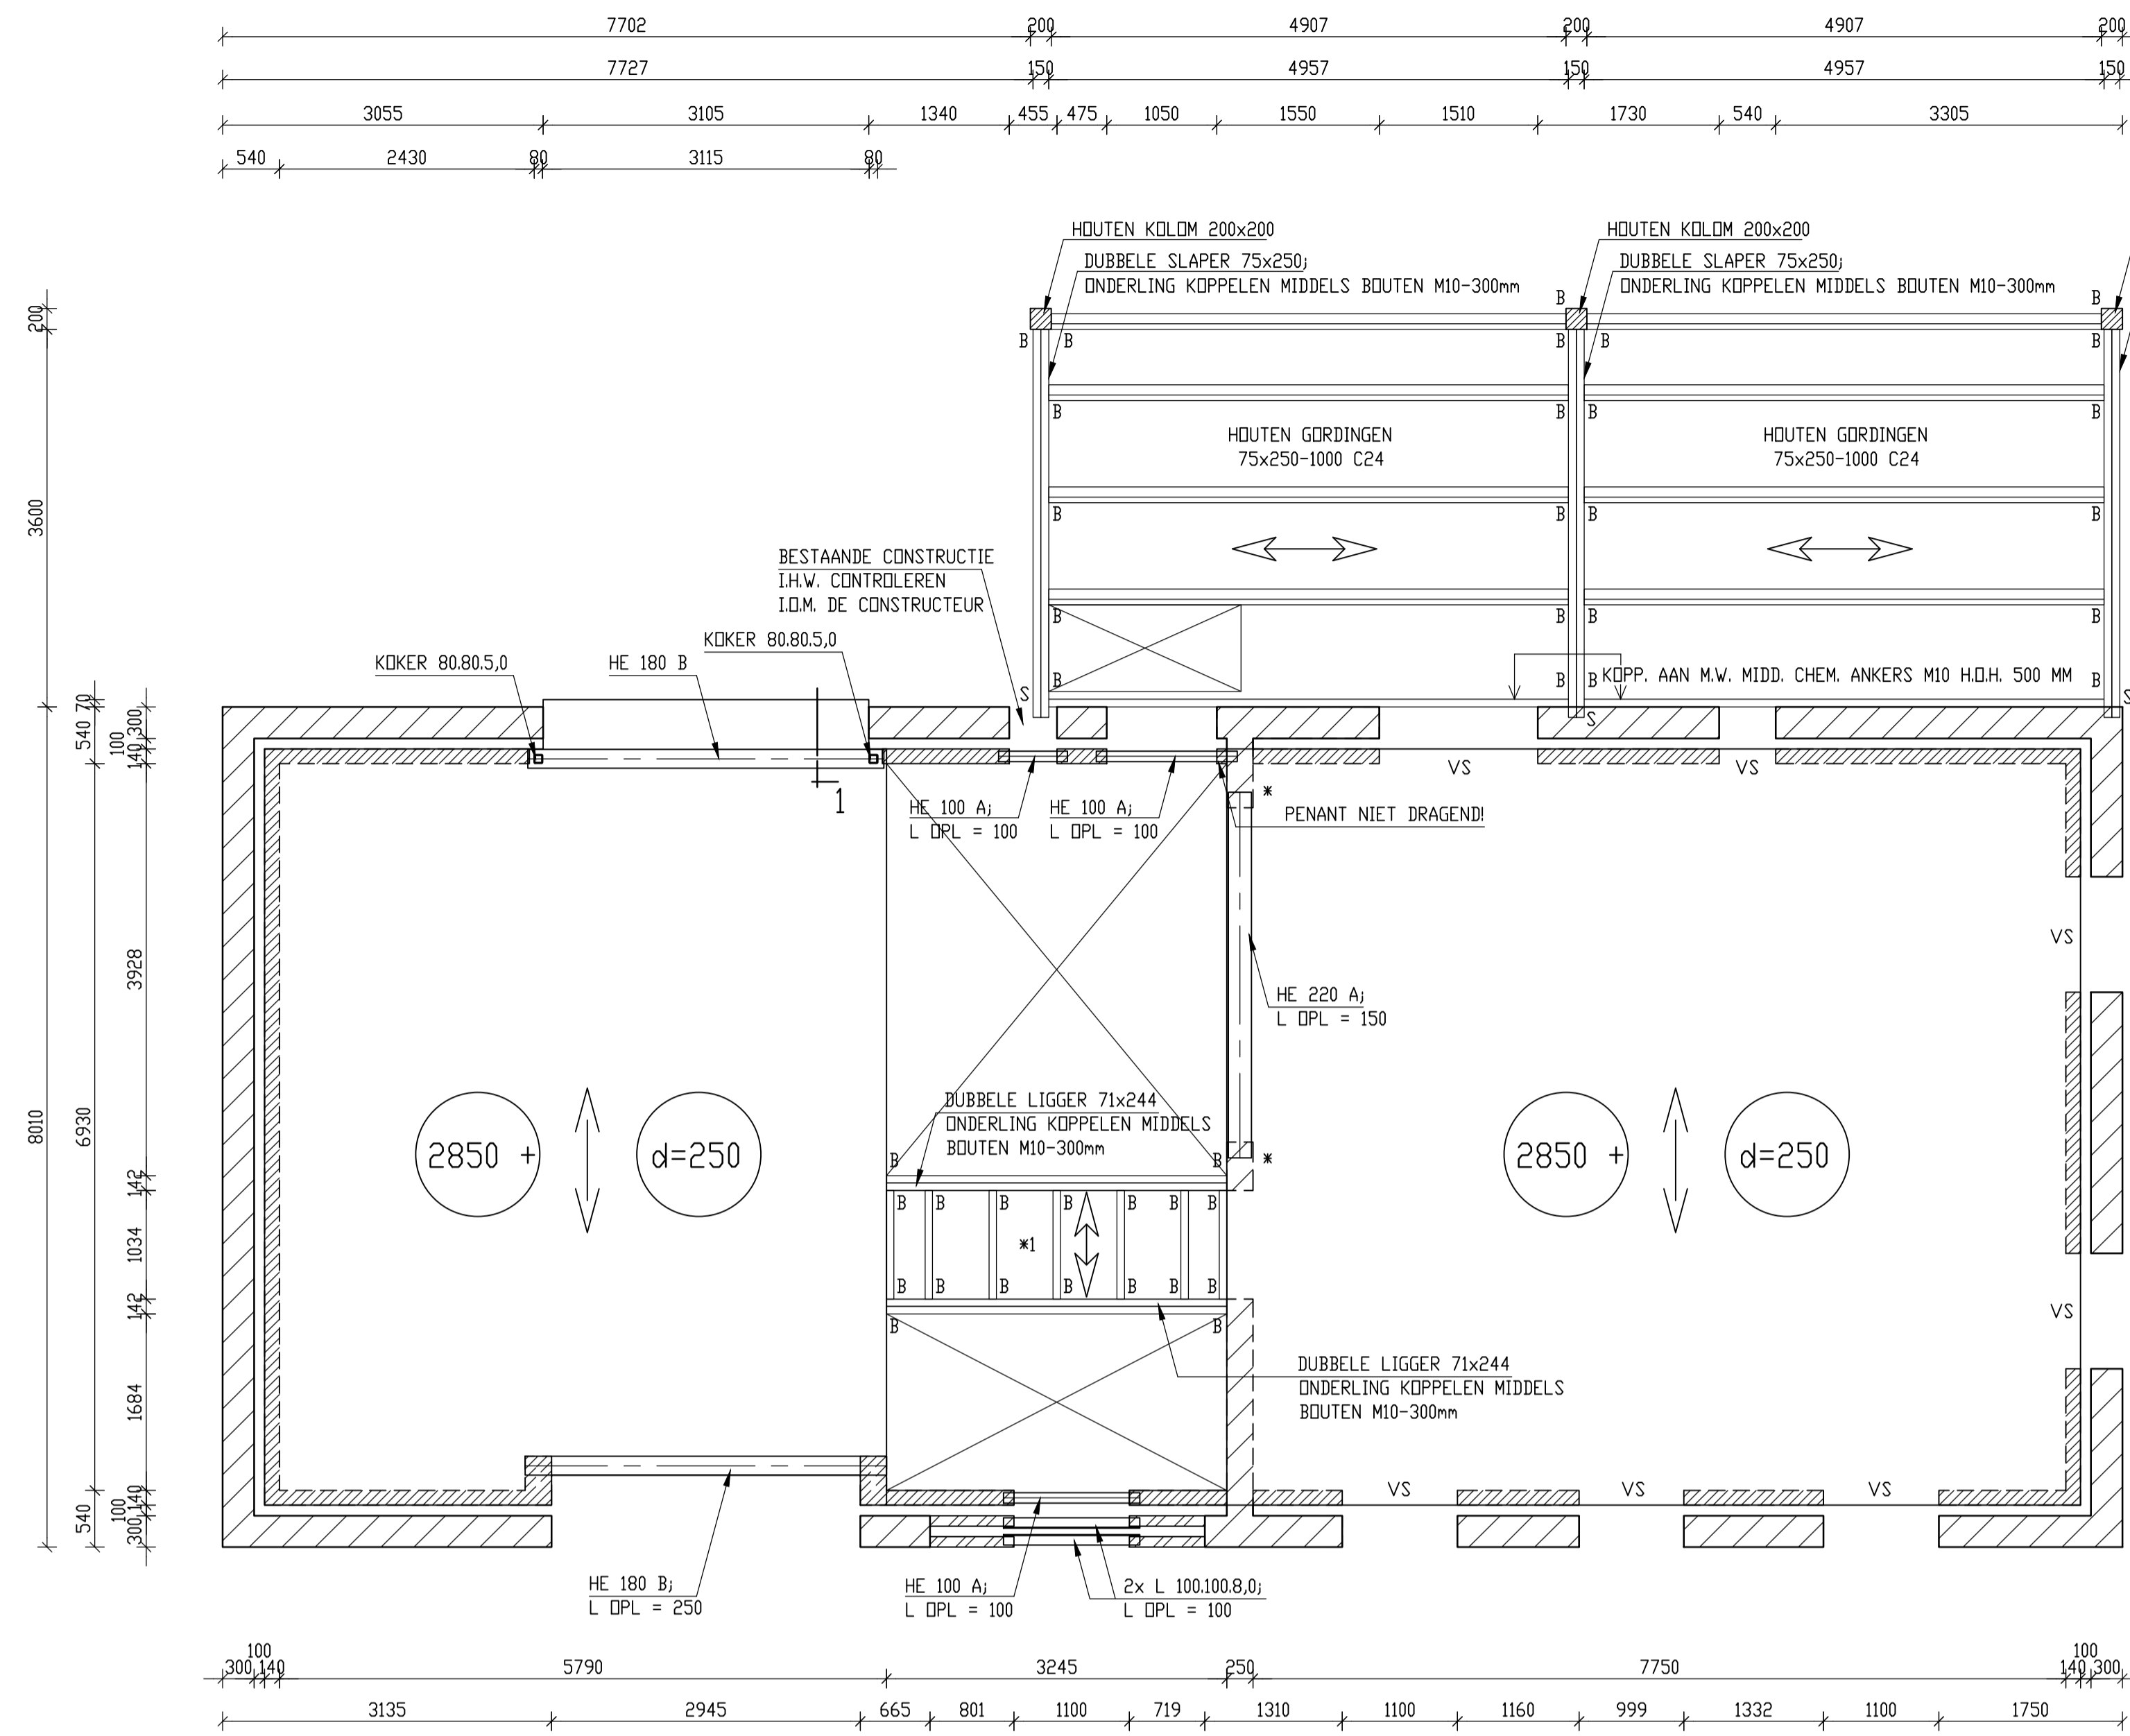 7702 200 4907 200 4907 200
7727 150 4957 150 4957 150
3055 3105 1340 455 475 1050 1550 1510 1730 540 3305
540 2430 80 3115 80
HOUTEN KOLOM 200x200
DUBBELE SLAPER 75x250;
ONDERLING KOPPELEN MIDDELS BOUTEN M10-300mm
HOUTEN KOLOM 200x200
DUBBELE SLAPER 75x250;
ONDERLING KOPPELEN MIDDELS BOUTEN M10-300mm
B B
B B B B B
B B B B
HOUTEN GORDINGEN
75x250-1000 C24
HOUTEN GORDINGEN
75x250-1000 C24
B B B B
B B B B
B B B B
S S S
KOPP. AAN M.W. MIDD. CHEM. ANKERS M10 H.O.H. 500 MM
BESTAANDE CONSTRUCTIE
I.H.W. CONTROLEREN
I.O.M. DE CONSTRUCTEUR
KOKER 80.80.5,0
HE 180 B
KOKER 80.80.5,0
1
HE 100 A;
L OPL = 100
HE 100 A;
L OPL = 100
*
PENANT NIET DRAGEND!
VS VS
VS
HE 220 A;
L OPL = 150
2850 +
d=250
2850 +
d=250
DUBBELE LIGGER 71x244
ONDERLING KOPPELEN MIDDELS
BOUTEN M10-300mm
B B
*
B B B B B B B
*1
B B B B B B B
B B
VS
DUBBELE LIGGER 71x244
ONDERLING KOPPELEN MIDDELS
BOUTEN M10-300mm
VS VS VS
HE 180 B;
L OPL = 250
HE 100 A;
L OPL = 100
2x L 100.100.8,0;
L OPL = 100
200
3600
8010
70
540
6930
540
300
100
140
3928
142
1034
142
1684
140
100
300
300 100 140 5790 3245 250 7750 140 100 300
3135 2945 665 801 1100 719 1310 1100 1160 999 1332 1100 1750